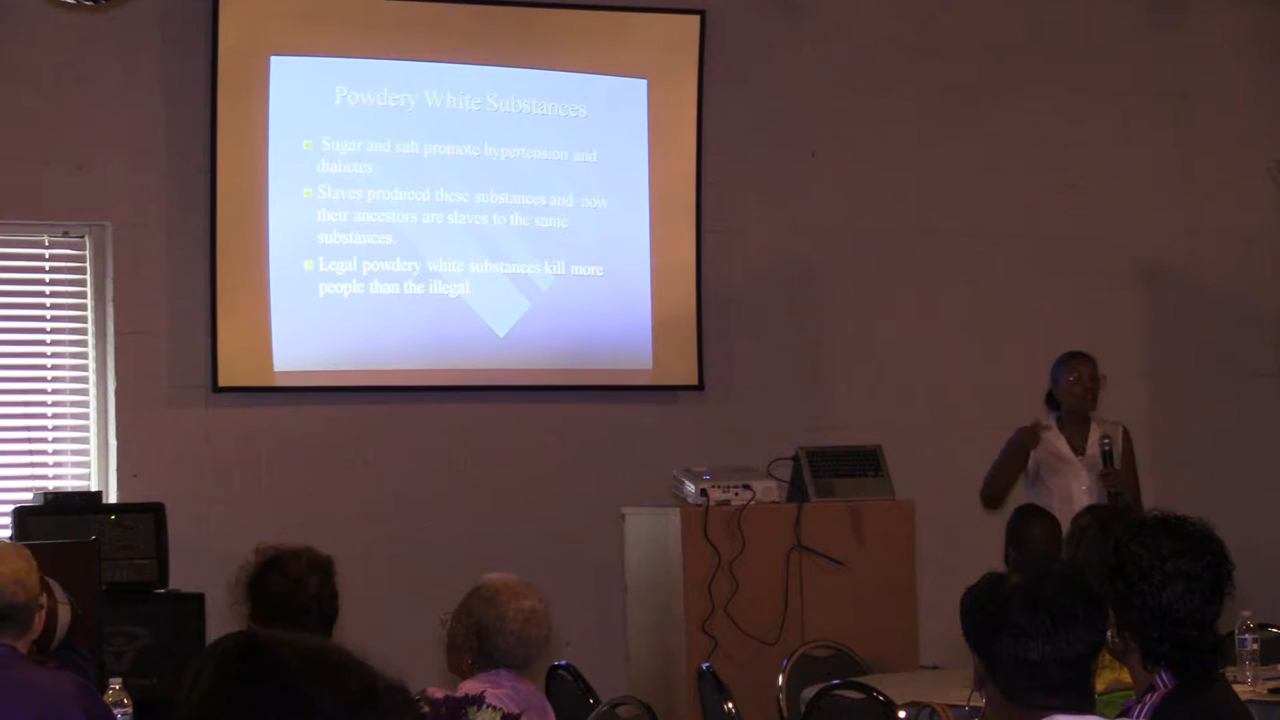 Powdery White Substances
Sugar and salt promote hypertension and
diabetes
Slaves produced these substances and now
their ancestors are slaves to the same
substances.
Legal powdery white substances kill more
people than the illegal.